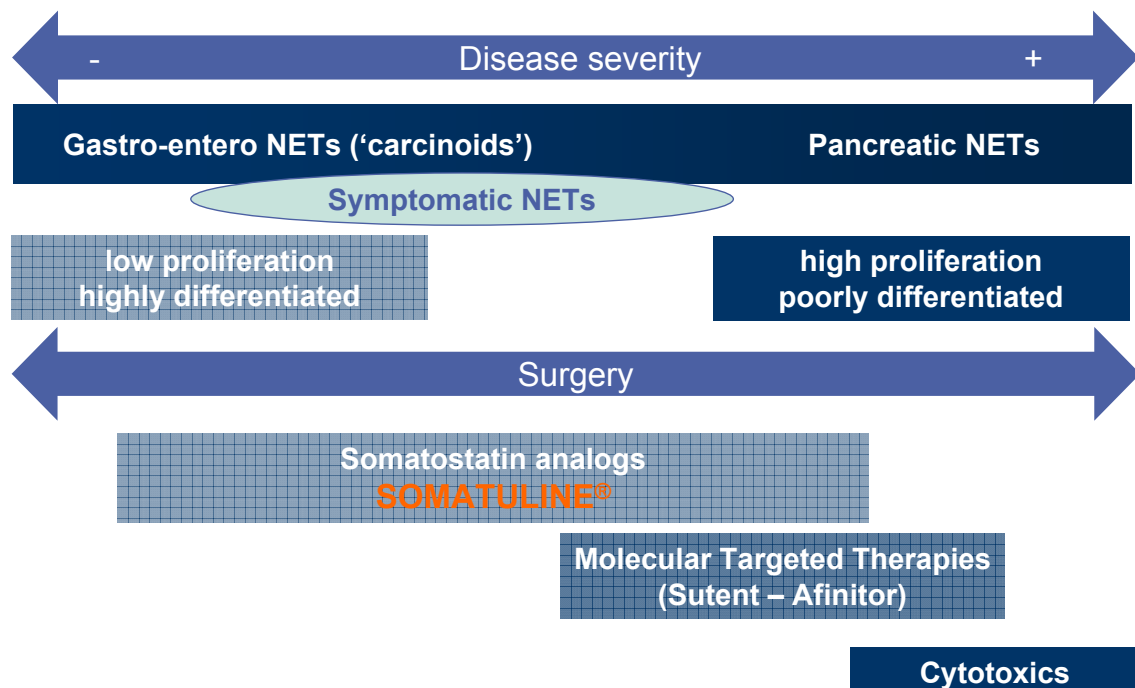 - Disease severity +
Gastro-entero NETs (‘carcinoids’) Pancreatic NETs
Symptomatic NETs
low proliferation
highly differentiated
high proliferation
poorly differentiated
Surgery
Somatostatin analogs
SOMATULINE®
Molecular Targeted Therapies
(Sutent – Afinitor)
Cytotoxics